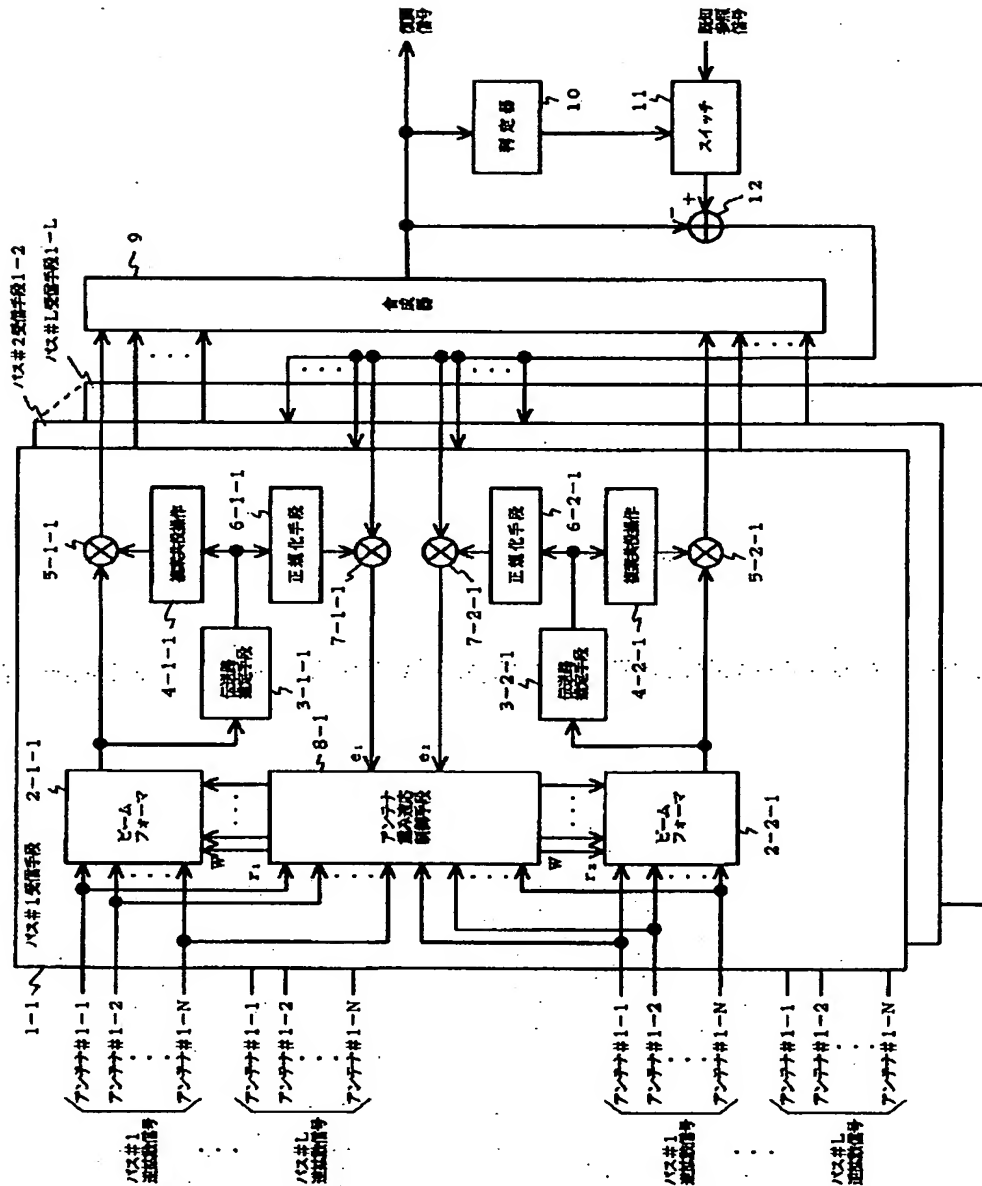 パス#2受信手段1-2
パス#L受信手段1-L
1-1
パス#1受信手段
2-1-1
5-1-1
9
復調
信号
複素共役操作
4-1-1
6-1-1
正規化手段
伝送路
推定手段
3-1-1
7-1-1
ビーム
フォーマ
W
r₁
8-1
アンテナ
重み適応
制御手段
e₁
e₂
W
r₂
7-2-1
正規化手段
6-2-1
伝送路
推定手段
3-2-1
複素共役操作
4-2-1
5-2-1
ビーム
フォーマ
2-2-1
合成器
判定器
10
スイッチ
11
既知
参照
信号
+
-
12
アンテナ#1-1
アンテナ#1-2
アンテナ#1-N
パス#1
逆拡散信号
アンテナ#1-1
アンテナ#1-2
アンテナ#1-N
パス#L
逆拡散信号
アンテナ#1-1
アンテナ#1-2
アンテナ#1-N
パス#1
逆拡散信号
アンテナ#1-1
アンテナ#1-2
アンテナ#1-N
パス#L
逆拡散信号